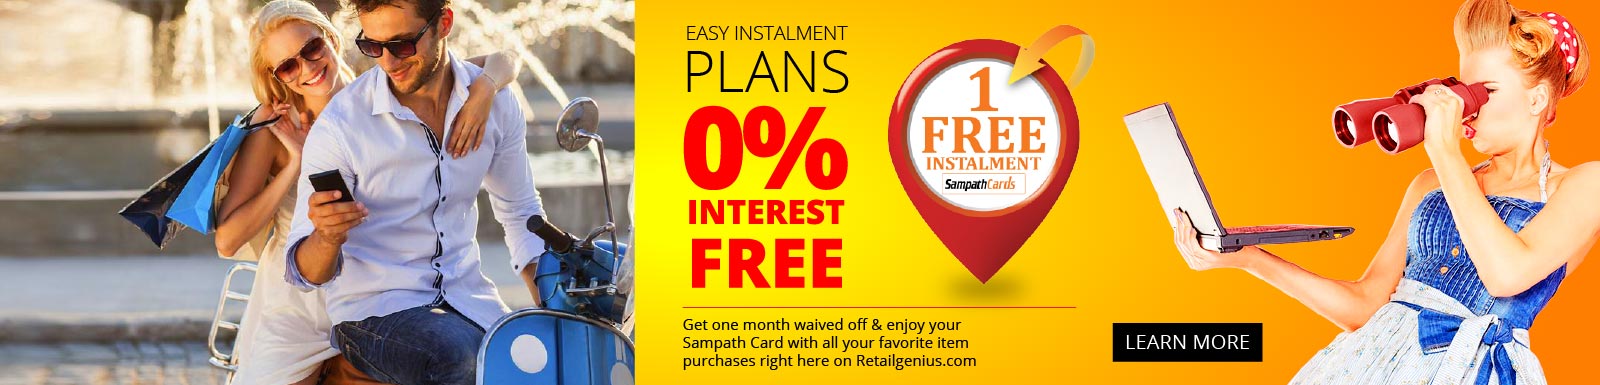 EASY INSTALMENT
PLANS
0%
INTEREST
FREE
1
FREE
INSTALMENT
SampathCards
Get one month waived off & enjoy your
Sampath Card with all your favorite item
purchases right here on Retailgenius.com
LEARN MORE